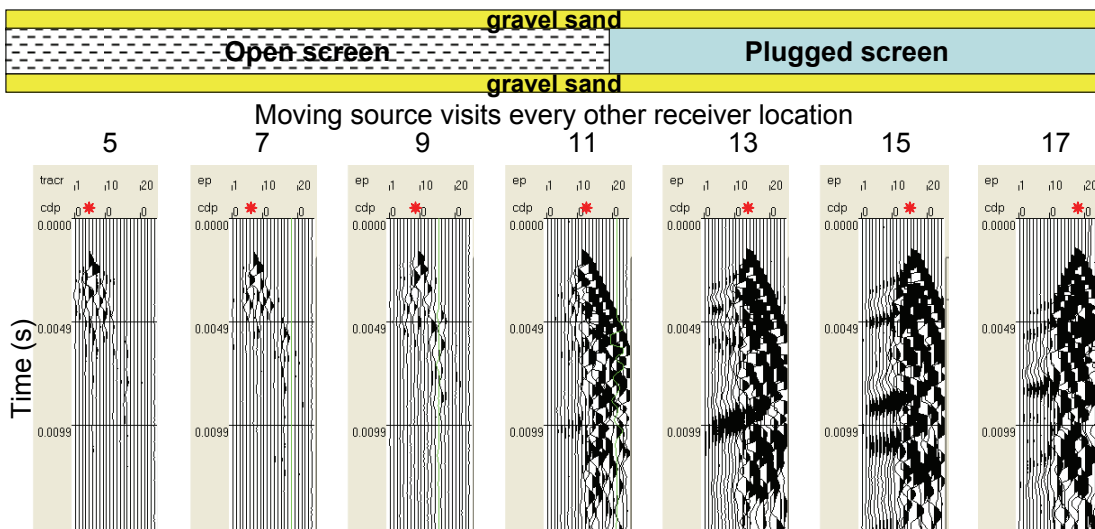 gravel sand
Open screen Plugged screen
gravel sand
Moving source visits every other receiver location
5 7 9 11 13 15 17
tracr 1 10 20 ep 1 10 20 ep 1 10 20 ep 1 10 20 ep 1 10 20 ep 1 10 20 ep 1 10 20
cdp 0 0 0 cdp 0 0 0 cdp 0 0 0 cdp 0 0 0 cdp 0 0 0 cdp 0 0 0 cdp 0 0 0
0.0000 0.0000 0.0000 0.0000 0.0000 0.0000 0.0000
0.0049 0.0049 0.0049 0.0049 0.0049 0.0049 0.0049
0.0099 0.0099 0.0099 0.0099 0.0099 0.0099 0.0099
Time (s)